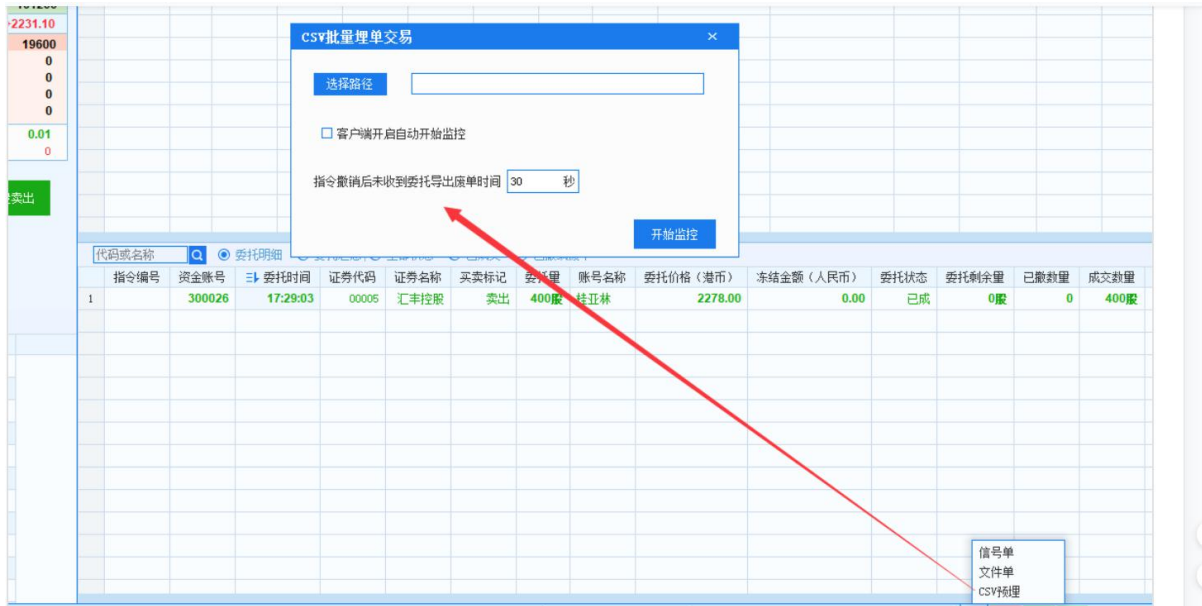 -2231.10
19600
0
0
0
0
0.01
0
卖出
CSV批量埋单交易 ×
选择路径
客户端开启自动开始监控
指令撤销后未收到委托导出废单时间 30 秒
开始监控
代码或名称 委托明细
指令编号 资金账号 委托时间 证券代码 证券名称 买卖标记 委托量 账号名称 委托价格（港币） 冻结金额（人民币） 委托状态 委托剩余量 已撤数量 成交数量
1 300026 17:29:03 00005 汇丰控股 卖出 400股 桂亚林 2278.00 0.00 已成 0股 0 400股
信号单
文件单
CSV预埋